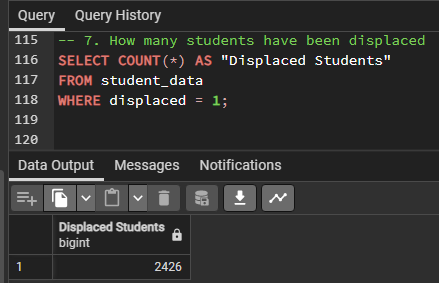 Query Query History
115 -- 7. How many students have been displaced
116 SELECT COUNT(*) AS "Displaced Students"
117 FROM student_data
118 WHERE displaced = 1;
119
120
Data Output Messages Notifications
Displaced Students
bigint
1 2426